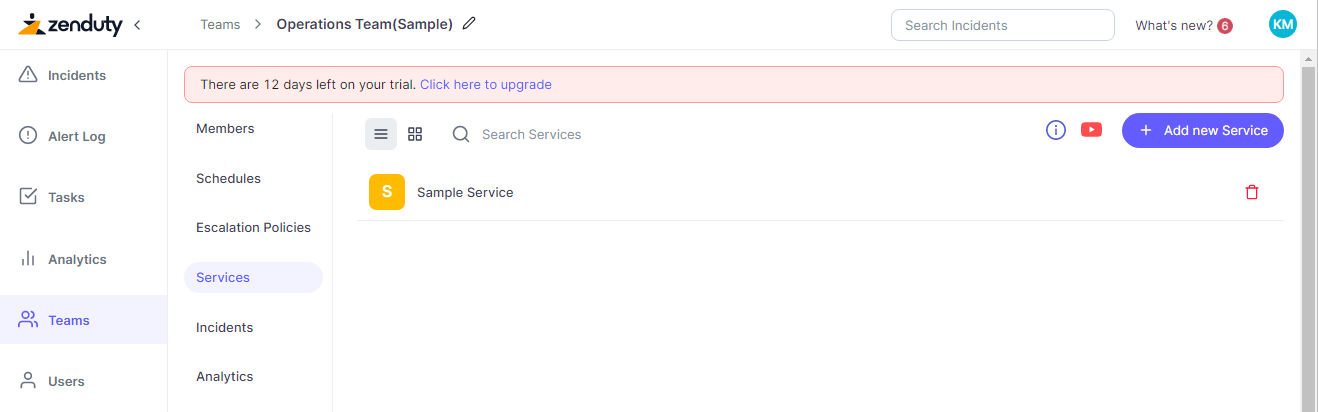 zenduty
Teams > Operations Team(Sample)
Search Incidents
What's new? 6
KM
Incidents
Alert Log
Tasks
Analytics
Teams
Users
There are 12 days left on your trial. Click here to upgrade
Members
Schedules
Escalation Policies
Services
Incidents
Analytics
Search Services
+ Add new Service
S Sample Service